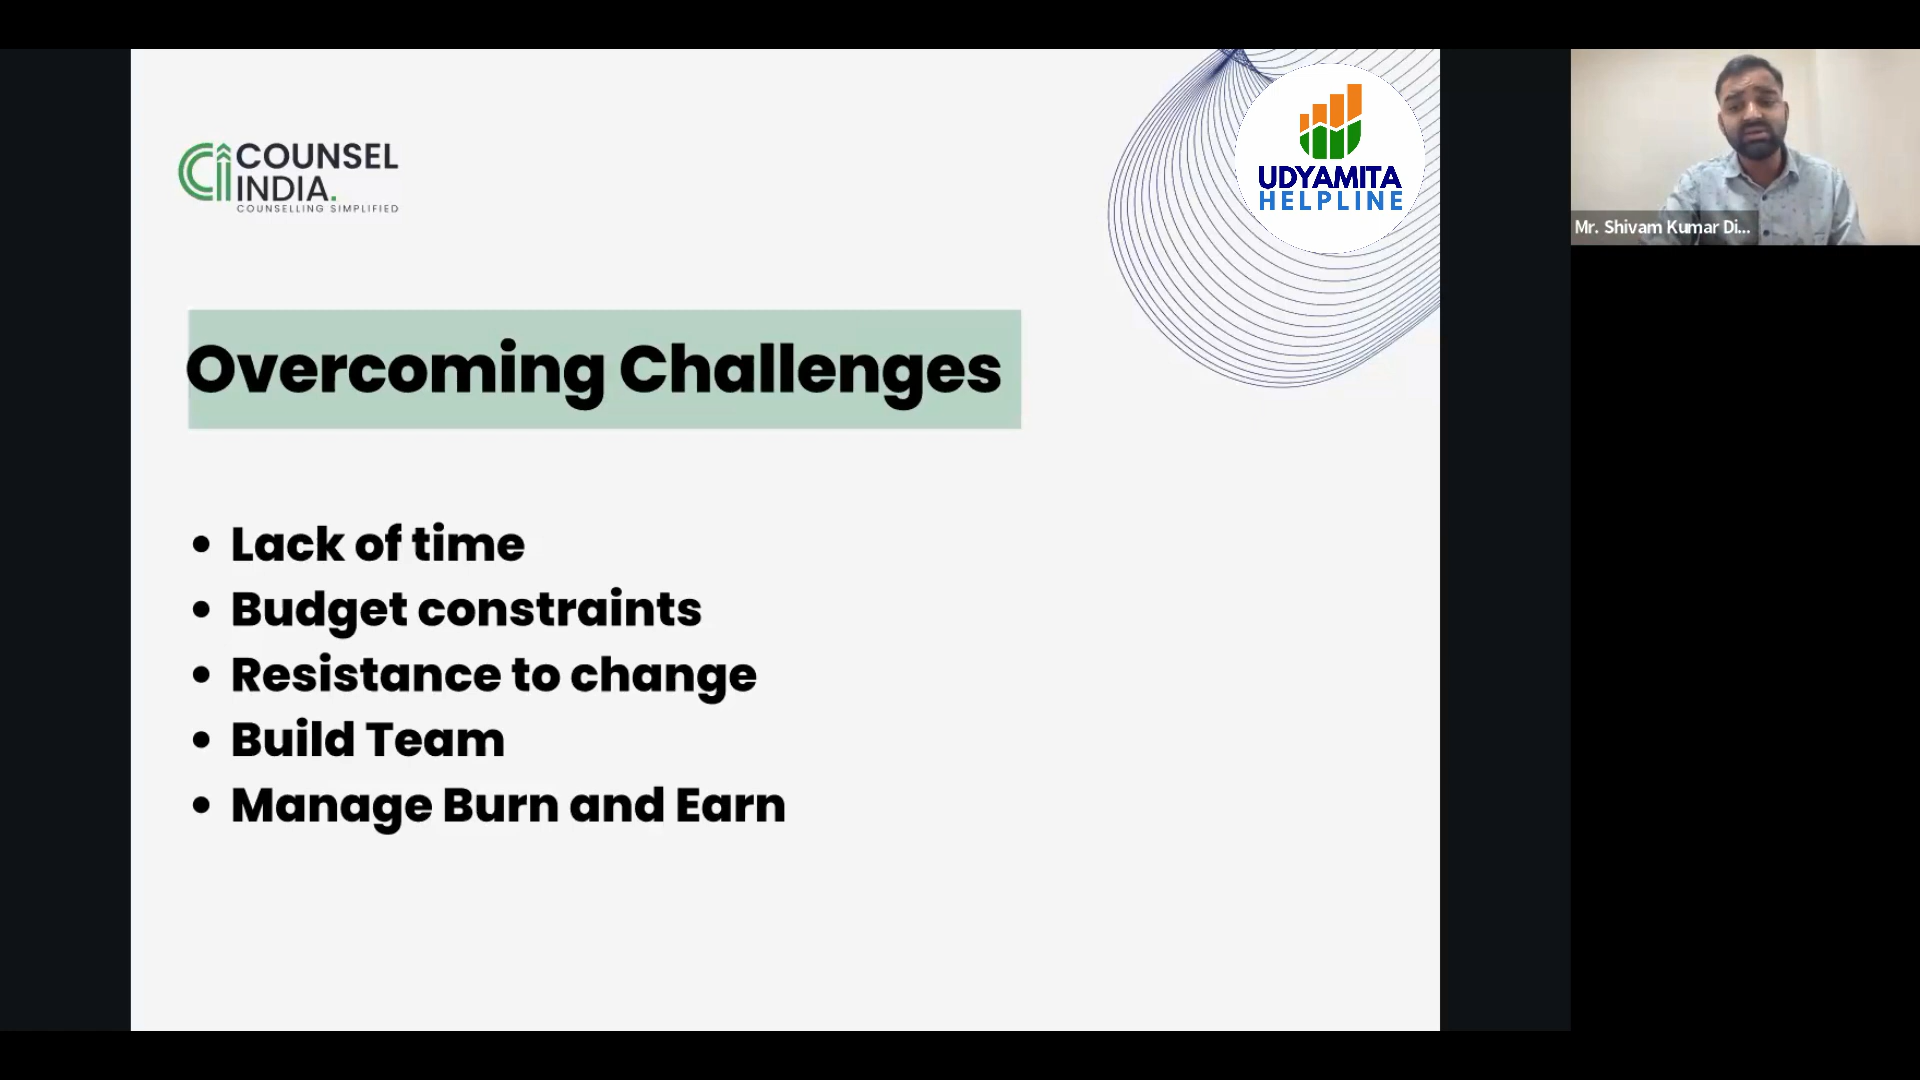 COUNSEL
INDIA.
COUNSELLING SIMPLIFIED
UDYAMITA
HELPLINE
Mr. Shivam Kumar Di...
Overcoming Challenges
• Lack of time
• Budget constraints
• Resistance to change
• Build Team
• Manage Burn and Earn